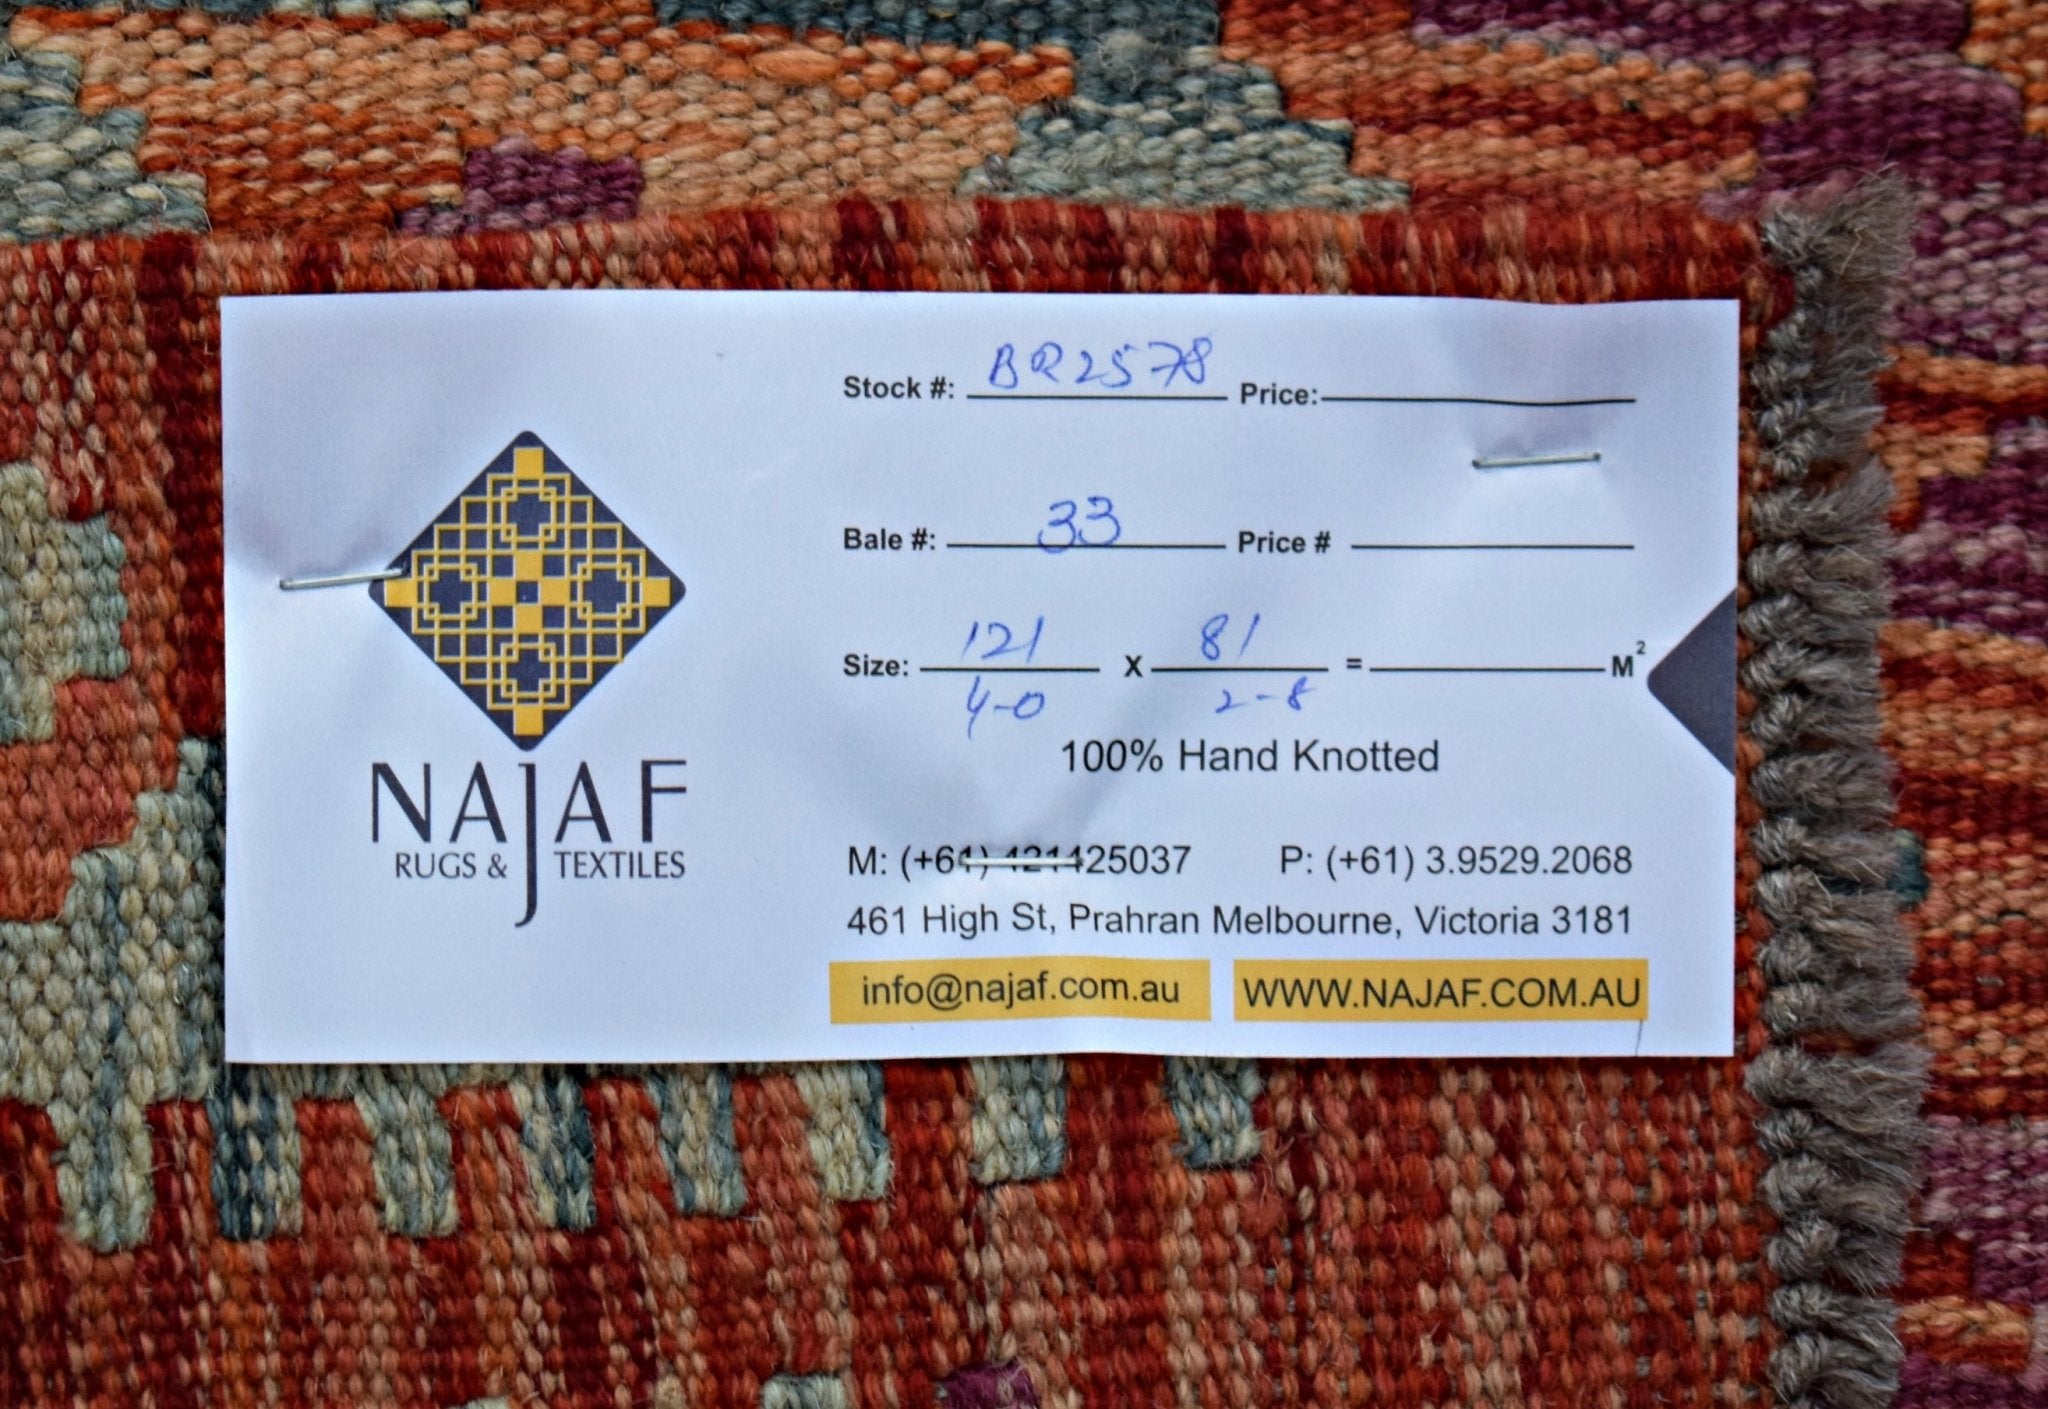 NAJAF
RUGS & TEXTILES
Stock #: BR2578 Price:
Bale #: 33 Price #
Size: 121 X 81 = M²
4-0 2-8
100% Hand Knotted
M: (+61) 421425037 P: (+61) 3.9529.2068
461 High St, Prahran Melbourne, Victoria 3181
info@najaf.com.au WWW.NAJAF.COM.AU